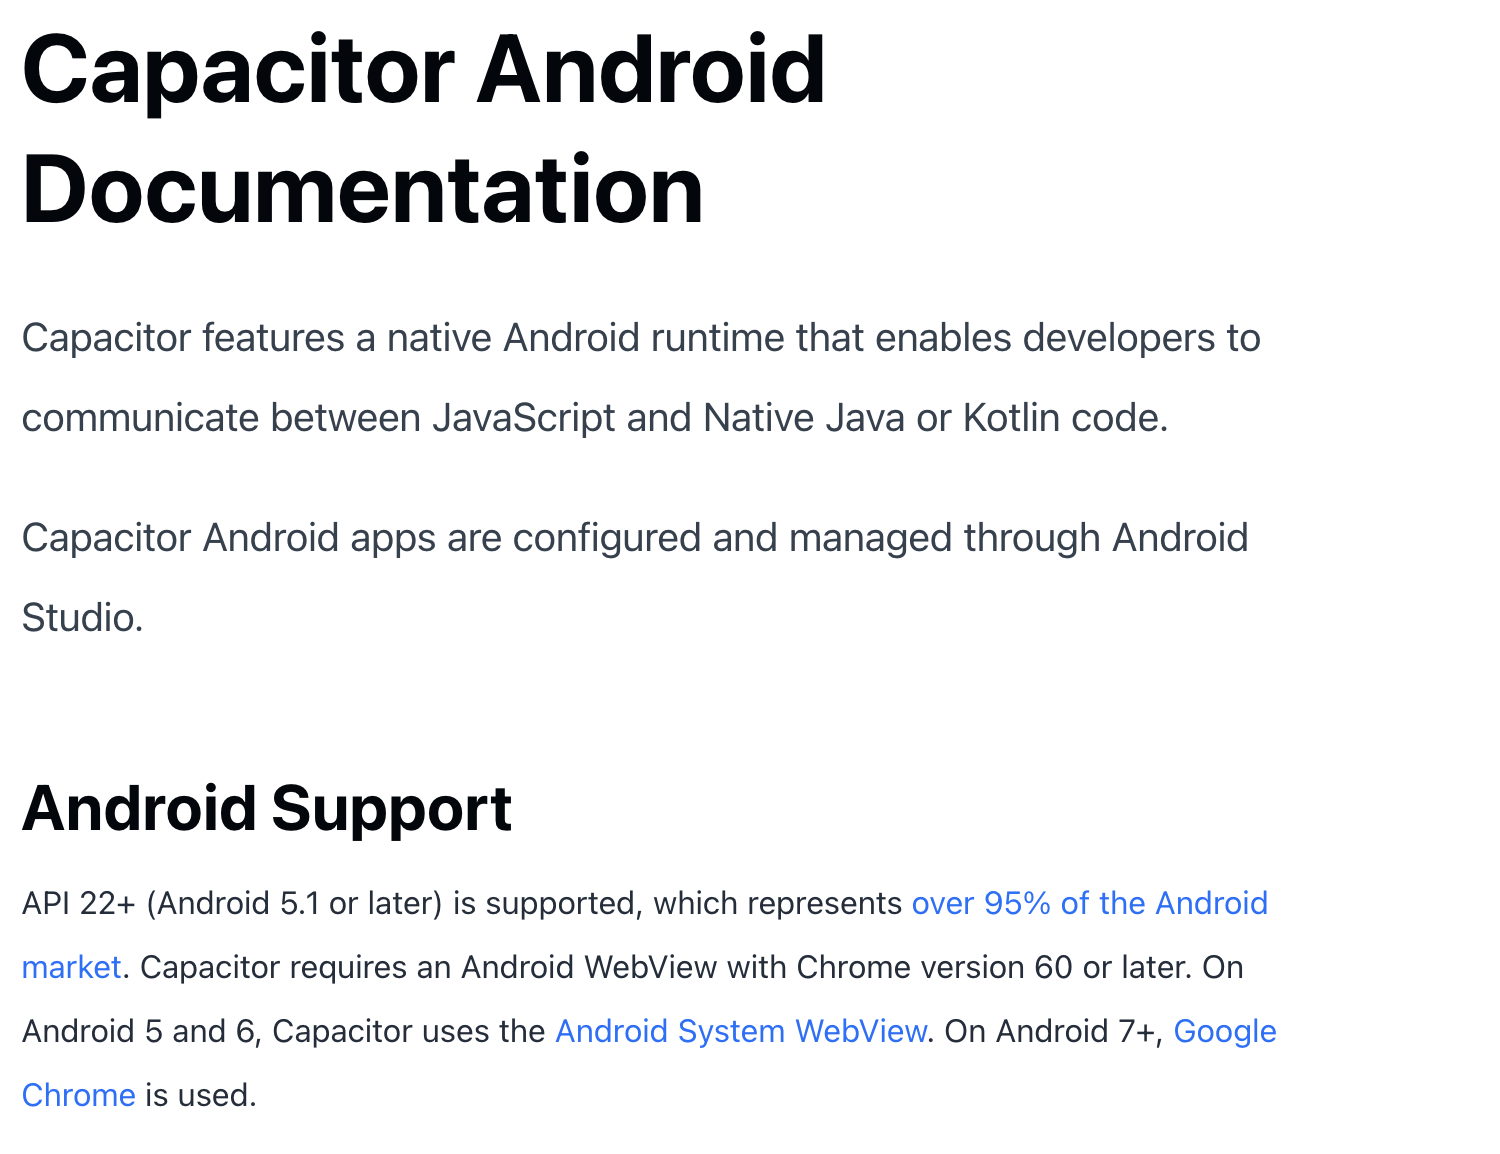 Capacitor Android
Documentation
Capacitor features a native Android runtime that enables developers to
communicate between JavaScript and Native Java or Kotlin code.
Capacitor Android apps are configured and managed through Android
Studio.
Android Support
API 22+ (Android 5.1 or later) is supported, which represents over 95% of the Android
market. Capacitor requires an Android WebView with Chrome version 60 or later. On
Android 5 and 6, Capacitor uses the Android System WebView. On Android 7+, Google
Chrome is used.